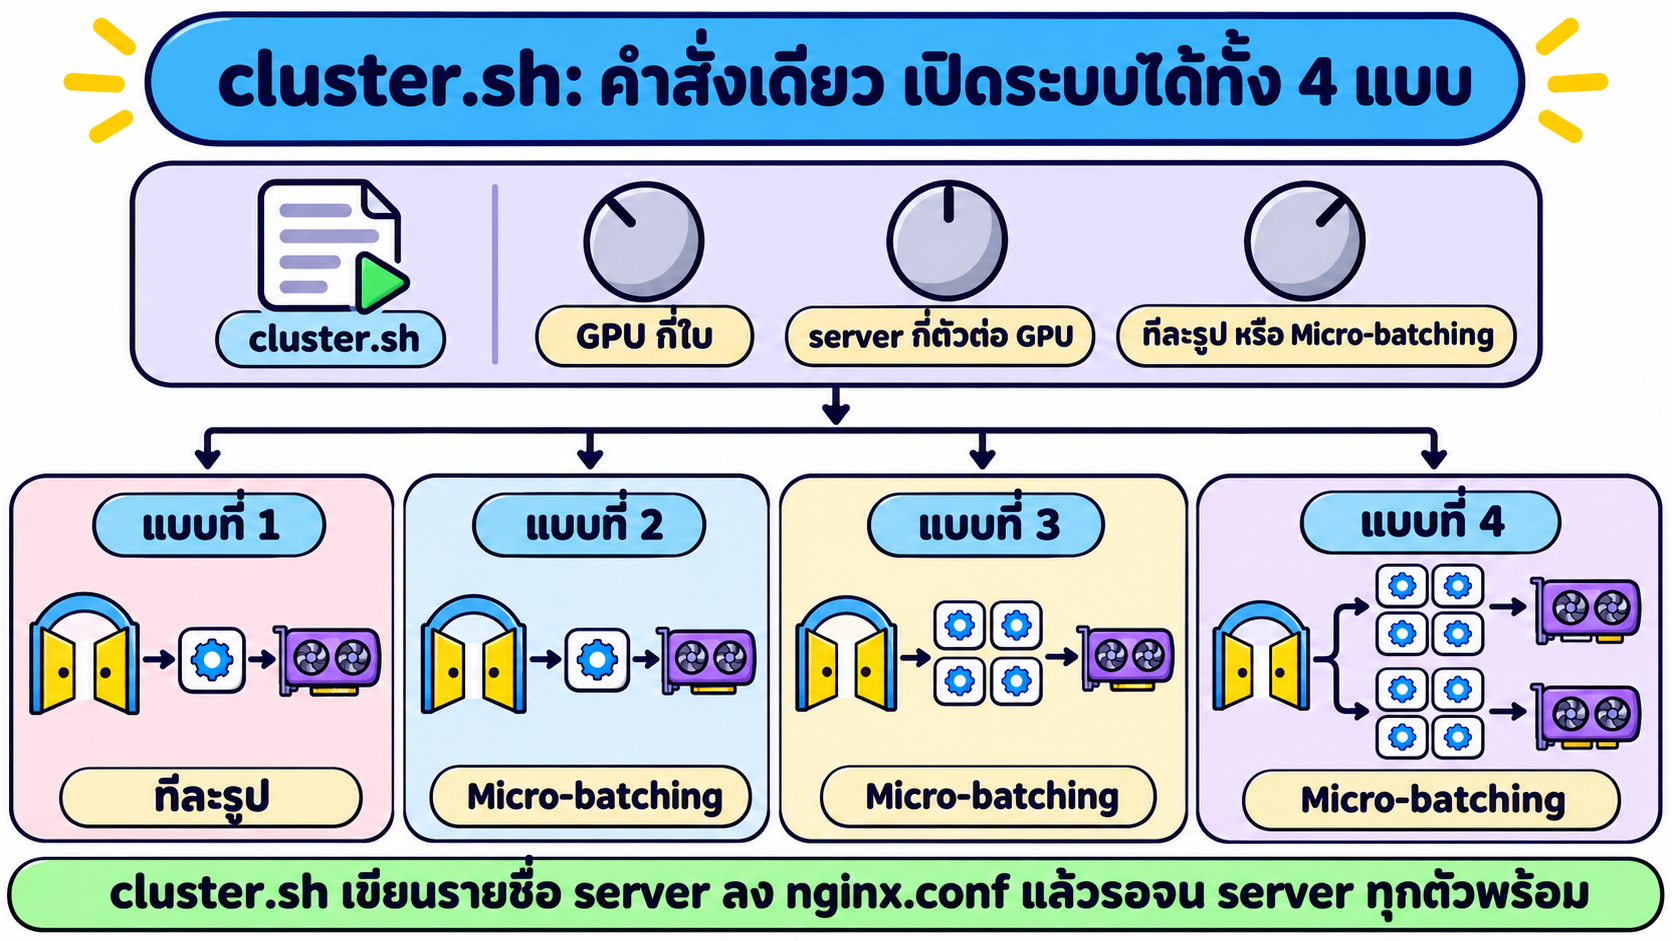 cluster.sh: คำสั่งเดียว เปิดระบบได้ทั้ง 4 แบบ
cluster.sh
GPU กี่ใบ
server กี่ตัวต่อ GPU
ทีละรูป หรือ Micro-batching
แบบที่ 1
แบบที่ 2
แบบที่ 3
แบบที่ 4
ทีละรูป
Micro-batching
Micro-batching
Micro-batching
cluster.sh เขียนรายชื่อ server ลง nginx.conf แล้วรอจน server ทุกตัวพร้อม